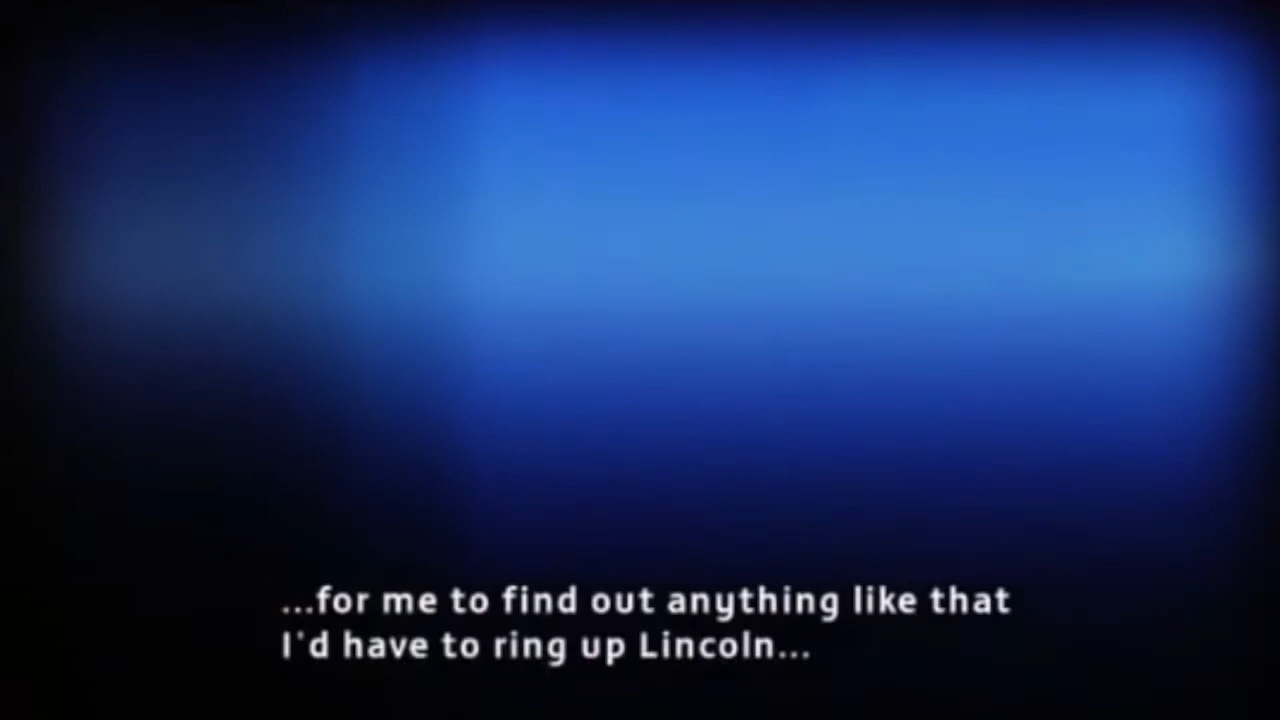 ...for me to find out anything like that
I'd have to ring up Lincoln...